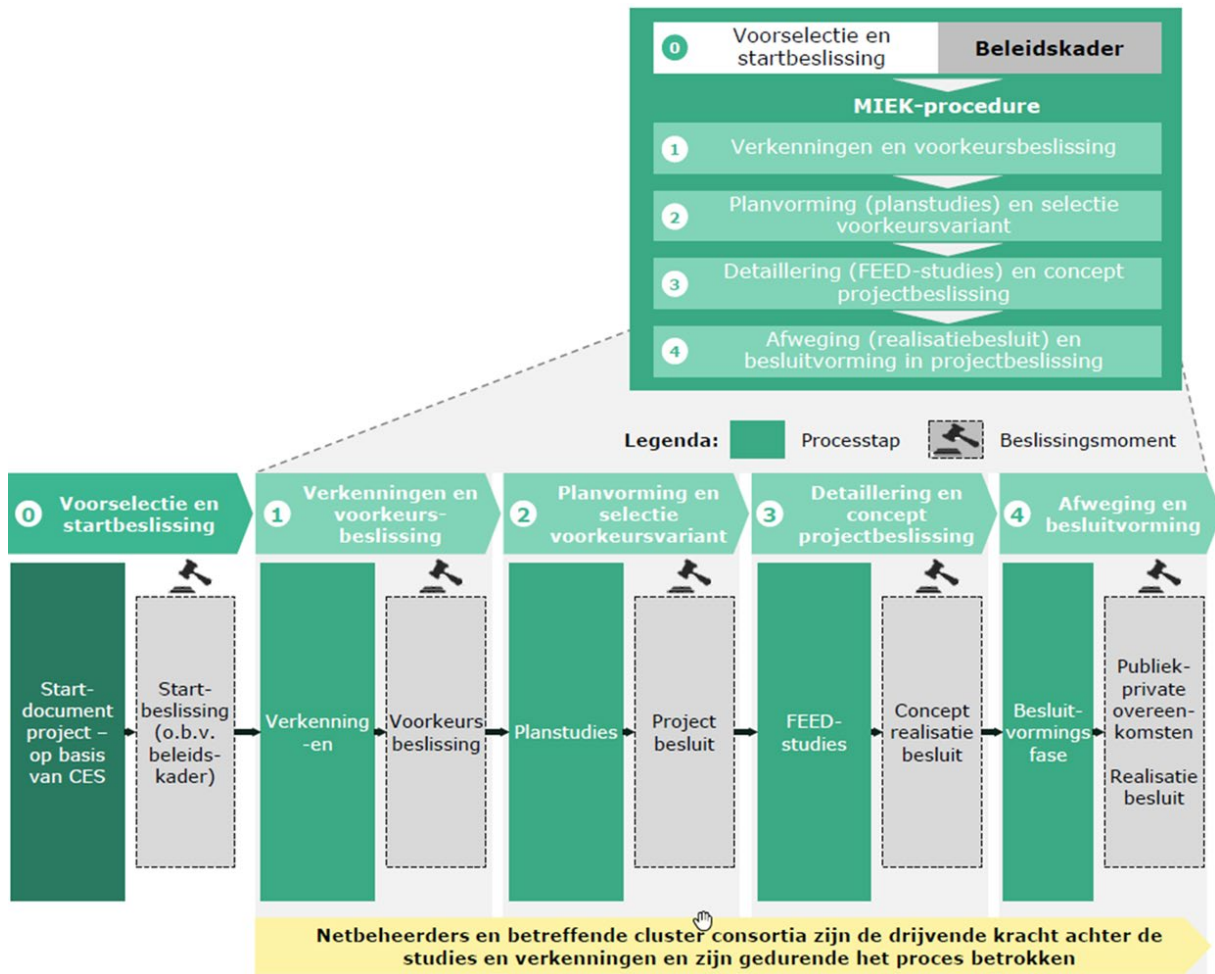 0
Voorselectie en
startbeslissing
Beleidskader
MIEK-procedure
1
Verkenningen en voorkeursbeslissing
2
Planvorming (planstudies) en selectie
voorkeursvariant
3
Detaillering (FEED-studies) en concept
projectbeslissing
4
Afweging (realisatiebesluit) en
besluitvorming in projectbeslissing
Legenda:
Processtap
Beslissingsmoment
0
Voorselectie en
startbeslissing
1
Verkenningen en
voorkeurs-
beslissing
2
Planvorming en
selectie
voorkeursvariant
3
Detaillering en
concept
projectbeslissing
4
Afweging en
besluitvorming
Start-
document
project –
op basis
van CES
Start-
beslissing
(o.b.v.
beleids-
kader)
Verkenning
-en
Voorkeurs
beslissing
Planstudies
Project
besluit
FEED-
studies
Concept
realisatie
besluit
Besluit-
vormings
fase
Publiek-
private
overeen-
komsten
Realisatie
besluit
Netbeheerders en betreffende cluster consortia zijn de drijvende kracht achter de
studies en verkenningen en zijn gedurende het proces betrokken